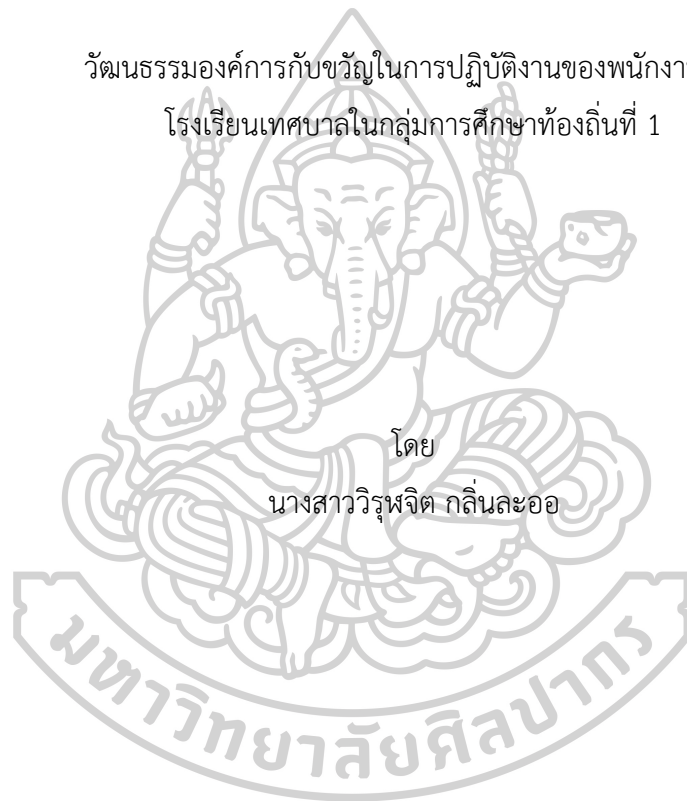 วัฒนธรรมองค์การกับขวัญในการปฏิบัติงานของพนักงา
โรงเรียนเทศบาลในกลุ่มการศึกษาท้องถิ่นที่ 1
โดย
นางสาววิรุฬจิต กลิ่นละออ
มหาวิทยาลัยศิลปากร